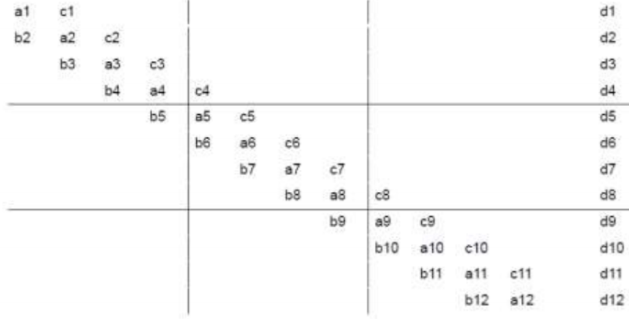 a1 c1 d1
b2 a2 c2 d2
b3 a3 c3 d3
b4 a4 c4 d4
b5 a5 c5 d5
b6 a6 c6 d6
b7 a7 c7 d7
b8 a8 c8 d8
b9 a9 c9 d9
b10 a10 c10 d10
b11 a11 c11 d11
b12 a12 d12